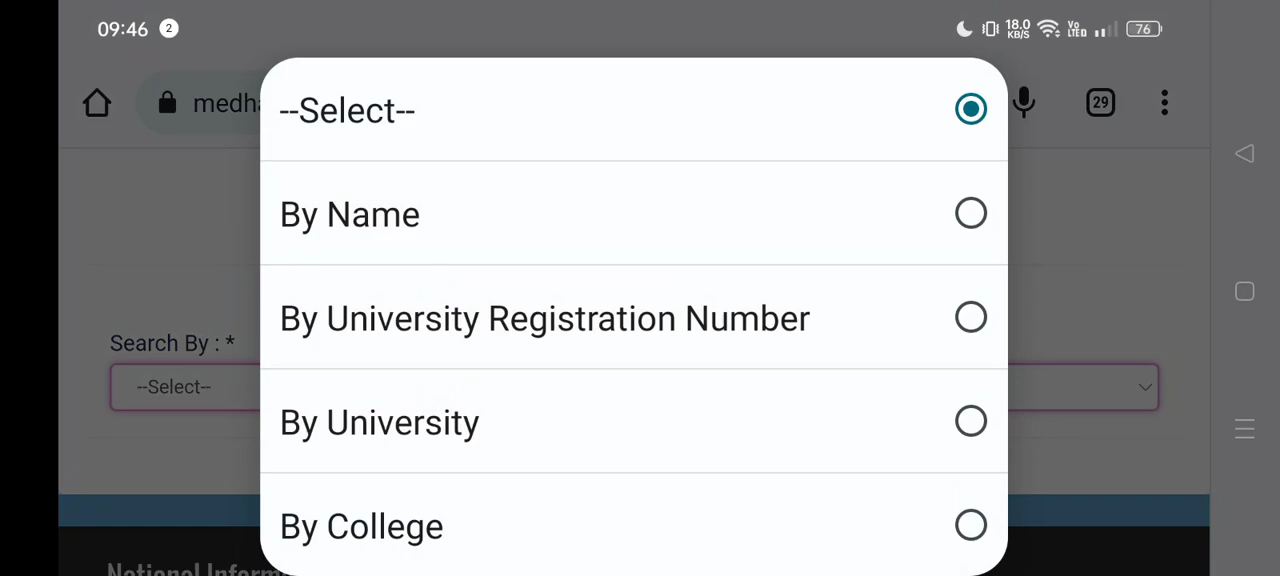 09:46 2 18.0 KB/S Vo LTE 76
medha 29
--Select--
By Name
By University Registration Number
Search By : *
--Select--
By University
By College
National Inform